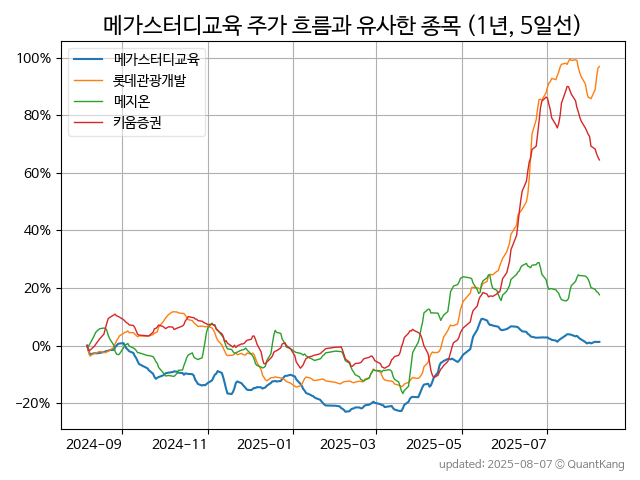 메가스터디교육 주가 흐름과 유사한 종목 (1년, 5일선)
메가스터디교육
롯데관광개발
메지온
키움증권
100%
80%
60%
40%
20%
0%
−20%
2024-09 2024-11 2025-01 2025-03 2025-05 2025-07
updated: 2025-08-07 © QuantKang